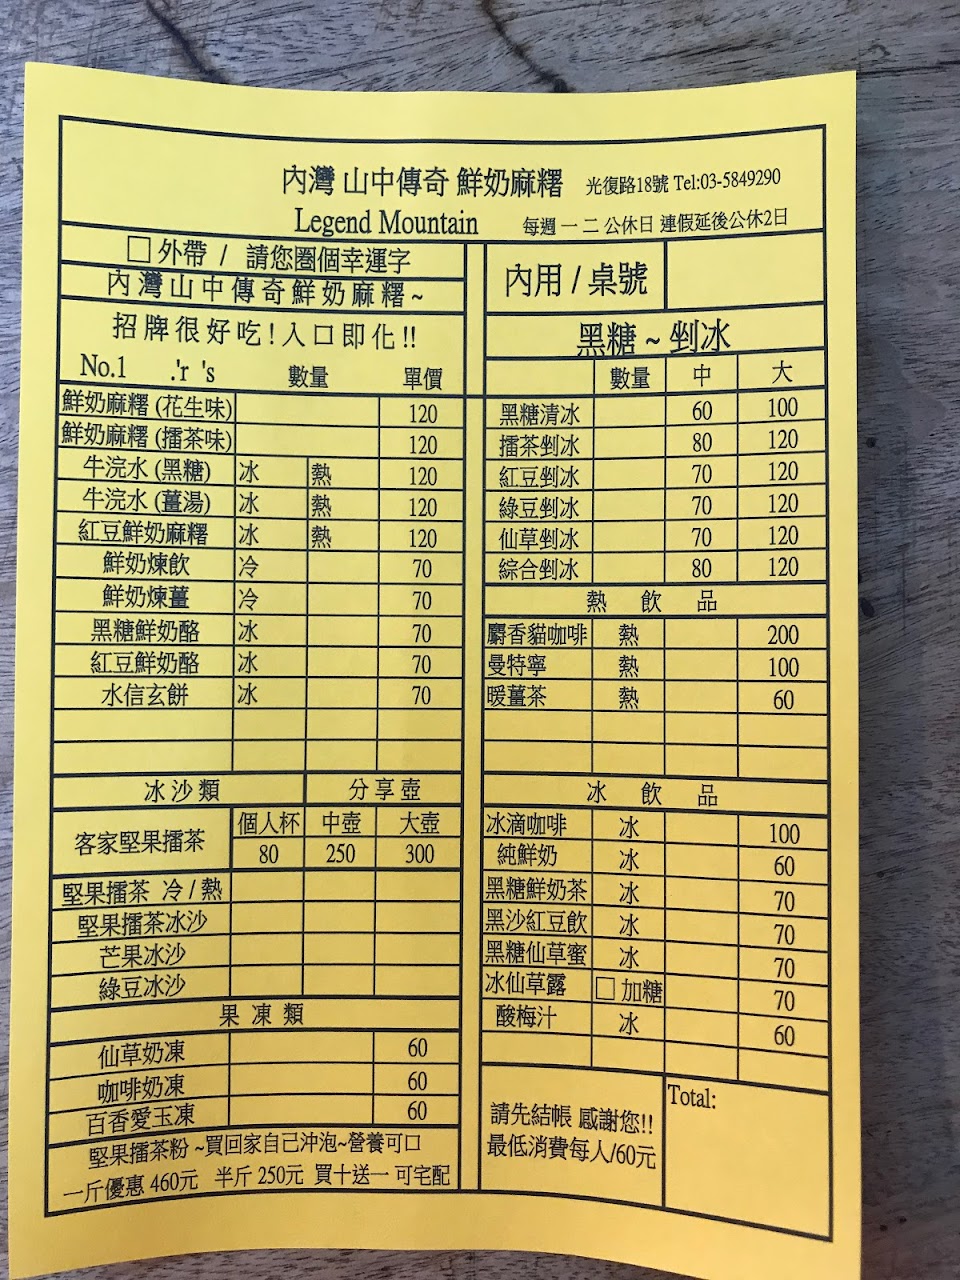 內灣 山中傳奇 鮮奶麻糬 光復路18號 Tel:03-5849290
Legend Mountain 每週 一 二 公休日 連假延後公休2日
□ 外帶 / 請您圈個幸運字
內灣山中傳奇鮮奶麻糬~
招牌很好吃!入口即化!!
No.1 .'r 's 數量 單價
鮮奶麻糬 (花生味) 120
鮮奶麻糬 (擂茶味) 120
牛浣水 (黑糖) 冰 熱 120
牛浣水 (薑湯) 冰 熱 120
紅豆鮮奶麻糬 冰 熱 120
鮮奶煉飲 冷 70
鮮奶煉薑 冷 70
黑糖鮮奶酪 冰 70
紅豆鮮奶酪 冰 70
水信玄餅 冰 70
冰沙類 分享壺
客家堅果擂茶 個人杯 中壺 大壺
80 250 300
堅果擂茶 冷/熱
堅果擂茶冰沙
芒果冰沙
綠豆冰沙
果凍類
仙草奶凍 60
咖啡奶凍 60
百香愛玉凍 60
堅果擂茶粉 ~買回家自己沖泡~營養可口
一斤優惠 460元 半斤 250元 買十送一 可宅配
內用 / 桌號
黑糖 ~ 剉冰
數量 中 大
黑糖清冰 60 100
擂茶剉冰 80 120
紅豆剉冰 70 120
綠豆剉冰 70 120
仙草剉冰 70 120
綜合剉冰 80 120
熱飲品
麝香貓咖啡 熱 200
曼特寧 熱 100
暖薑茶 熱 60
冰飲品
冰滴咖啡 冰 100
純鮮奶 冰 60
黑糖鮮奶茶 冰 70
黑沙紅豆飲 冰 70
黑糖仙草蜜 冰 70
冰仙草露 □ 加糖 70
酸梅汁 冰 60
請先結帳 感謝您!!
最低消費每人/60元
Total: